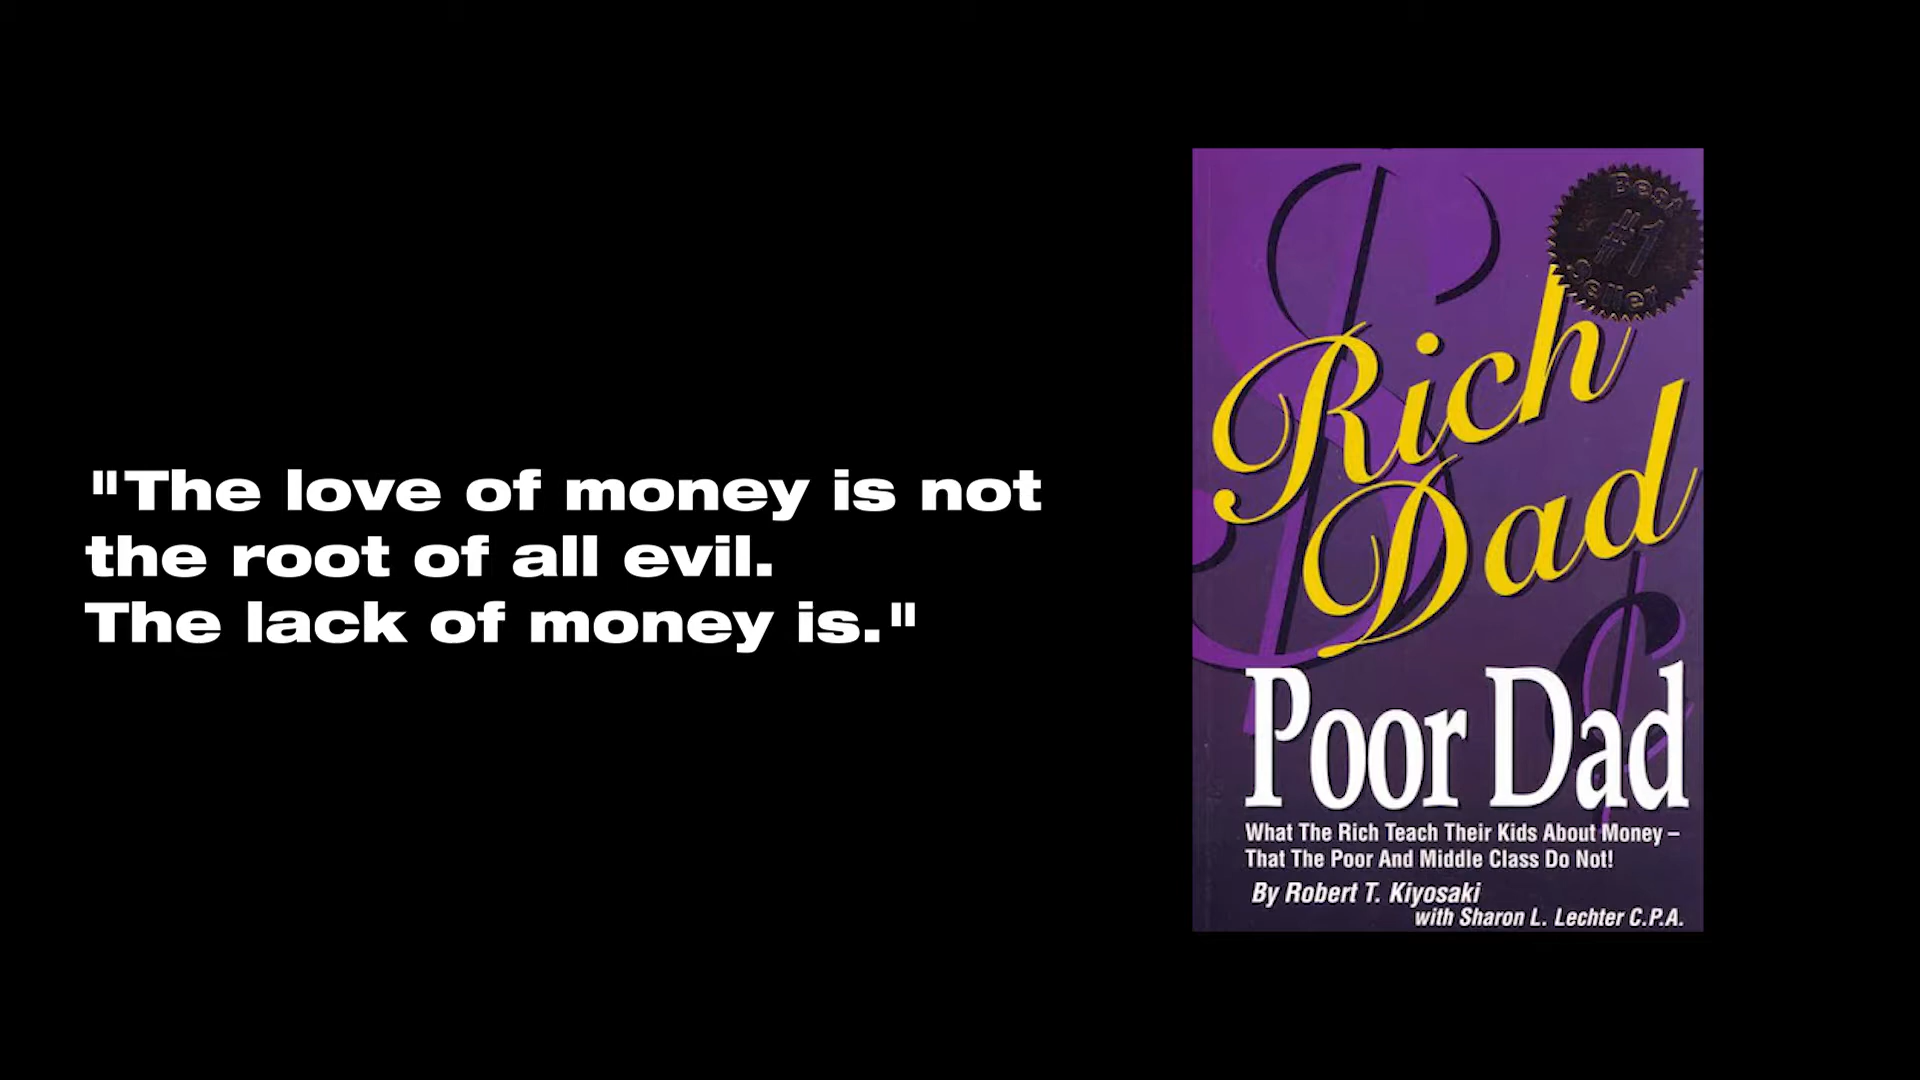 "The love of money is not
the root of all evil.
The lack of money is."
Best
#1
Seller
Rich
Dad
Poor Dad
What The Rich Teach Their Kids About Money –
That The Poor And Middle Class Do Not!
By Robert T. Kiyosaki
with Sharon L. Lechter C.P.A.